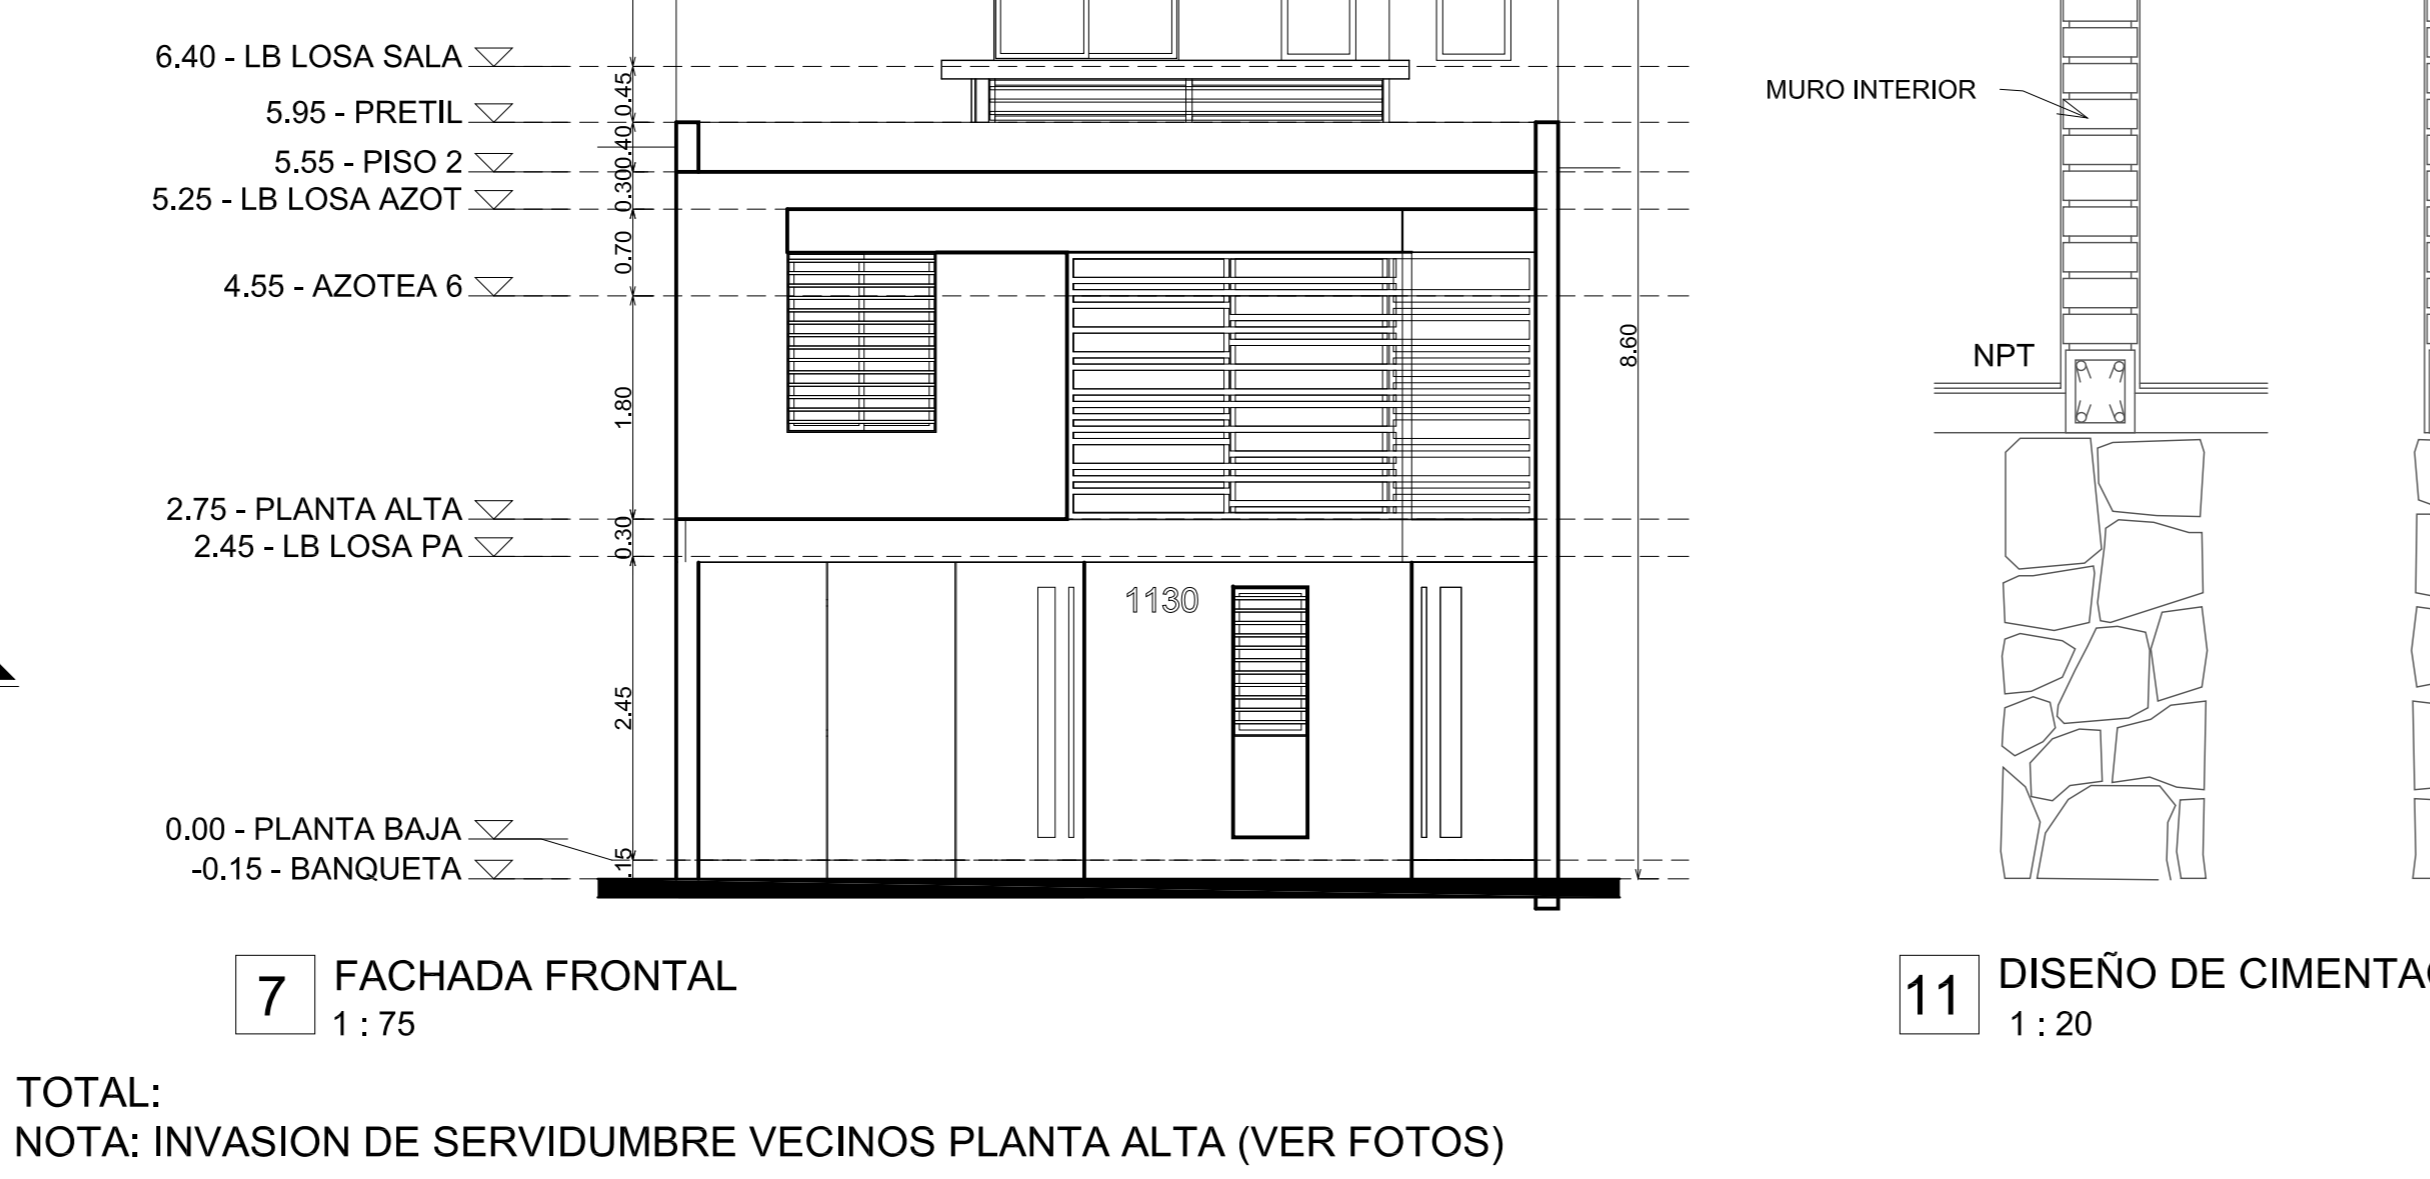 6.40 - LB LOSA SALA
5.95 - PRETIL
5.55 - PISO 2
5.25 - LB LOSA AZOT
4.55 - AZOTEA 6
2.75 - PLANTA ALTA
2.45 - LB LOSA PA
0.00 - PLANTA BAJA
-0.15 - BANQUETA
0.45
0.40
0.30
0.70
1.80
0.30
2.45
.15
1130
8.60
MURO INTERIOR
NPT
7 FACHADA FRONTAL
1 : 75
11 DISEÑO DE CIMENTAC
1 : 20
TOTAL:
NOTA: INVASION DE SERVIDUMBRE VECINOS PLANTA ALTA (VER FOTOS)